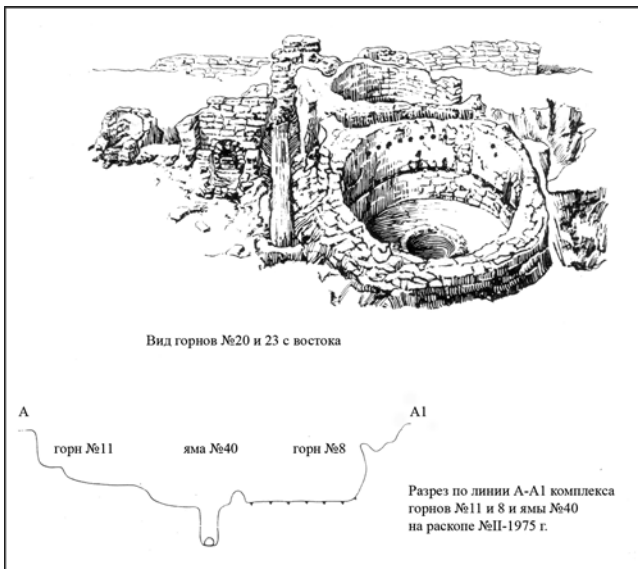 Вид горнов №20 и 23 с востока
А А1
горн №11 яма №40 горн №8
Разрез по линии А-А1 комплекса
горнов №11 и 8 и ямы №40
на раскопе №II-1975 г.